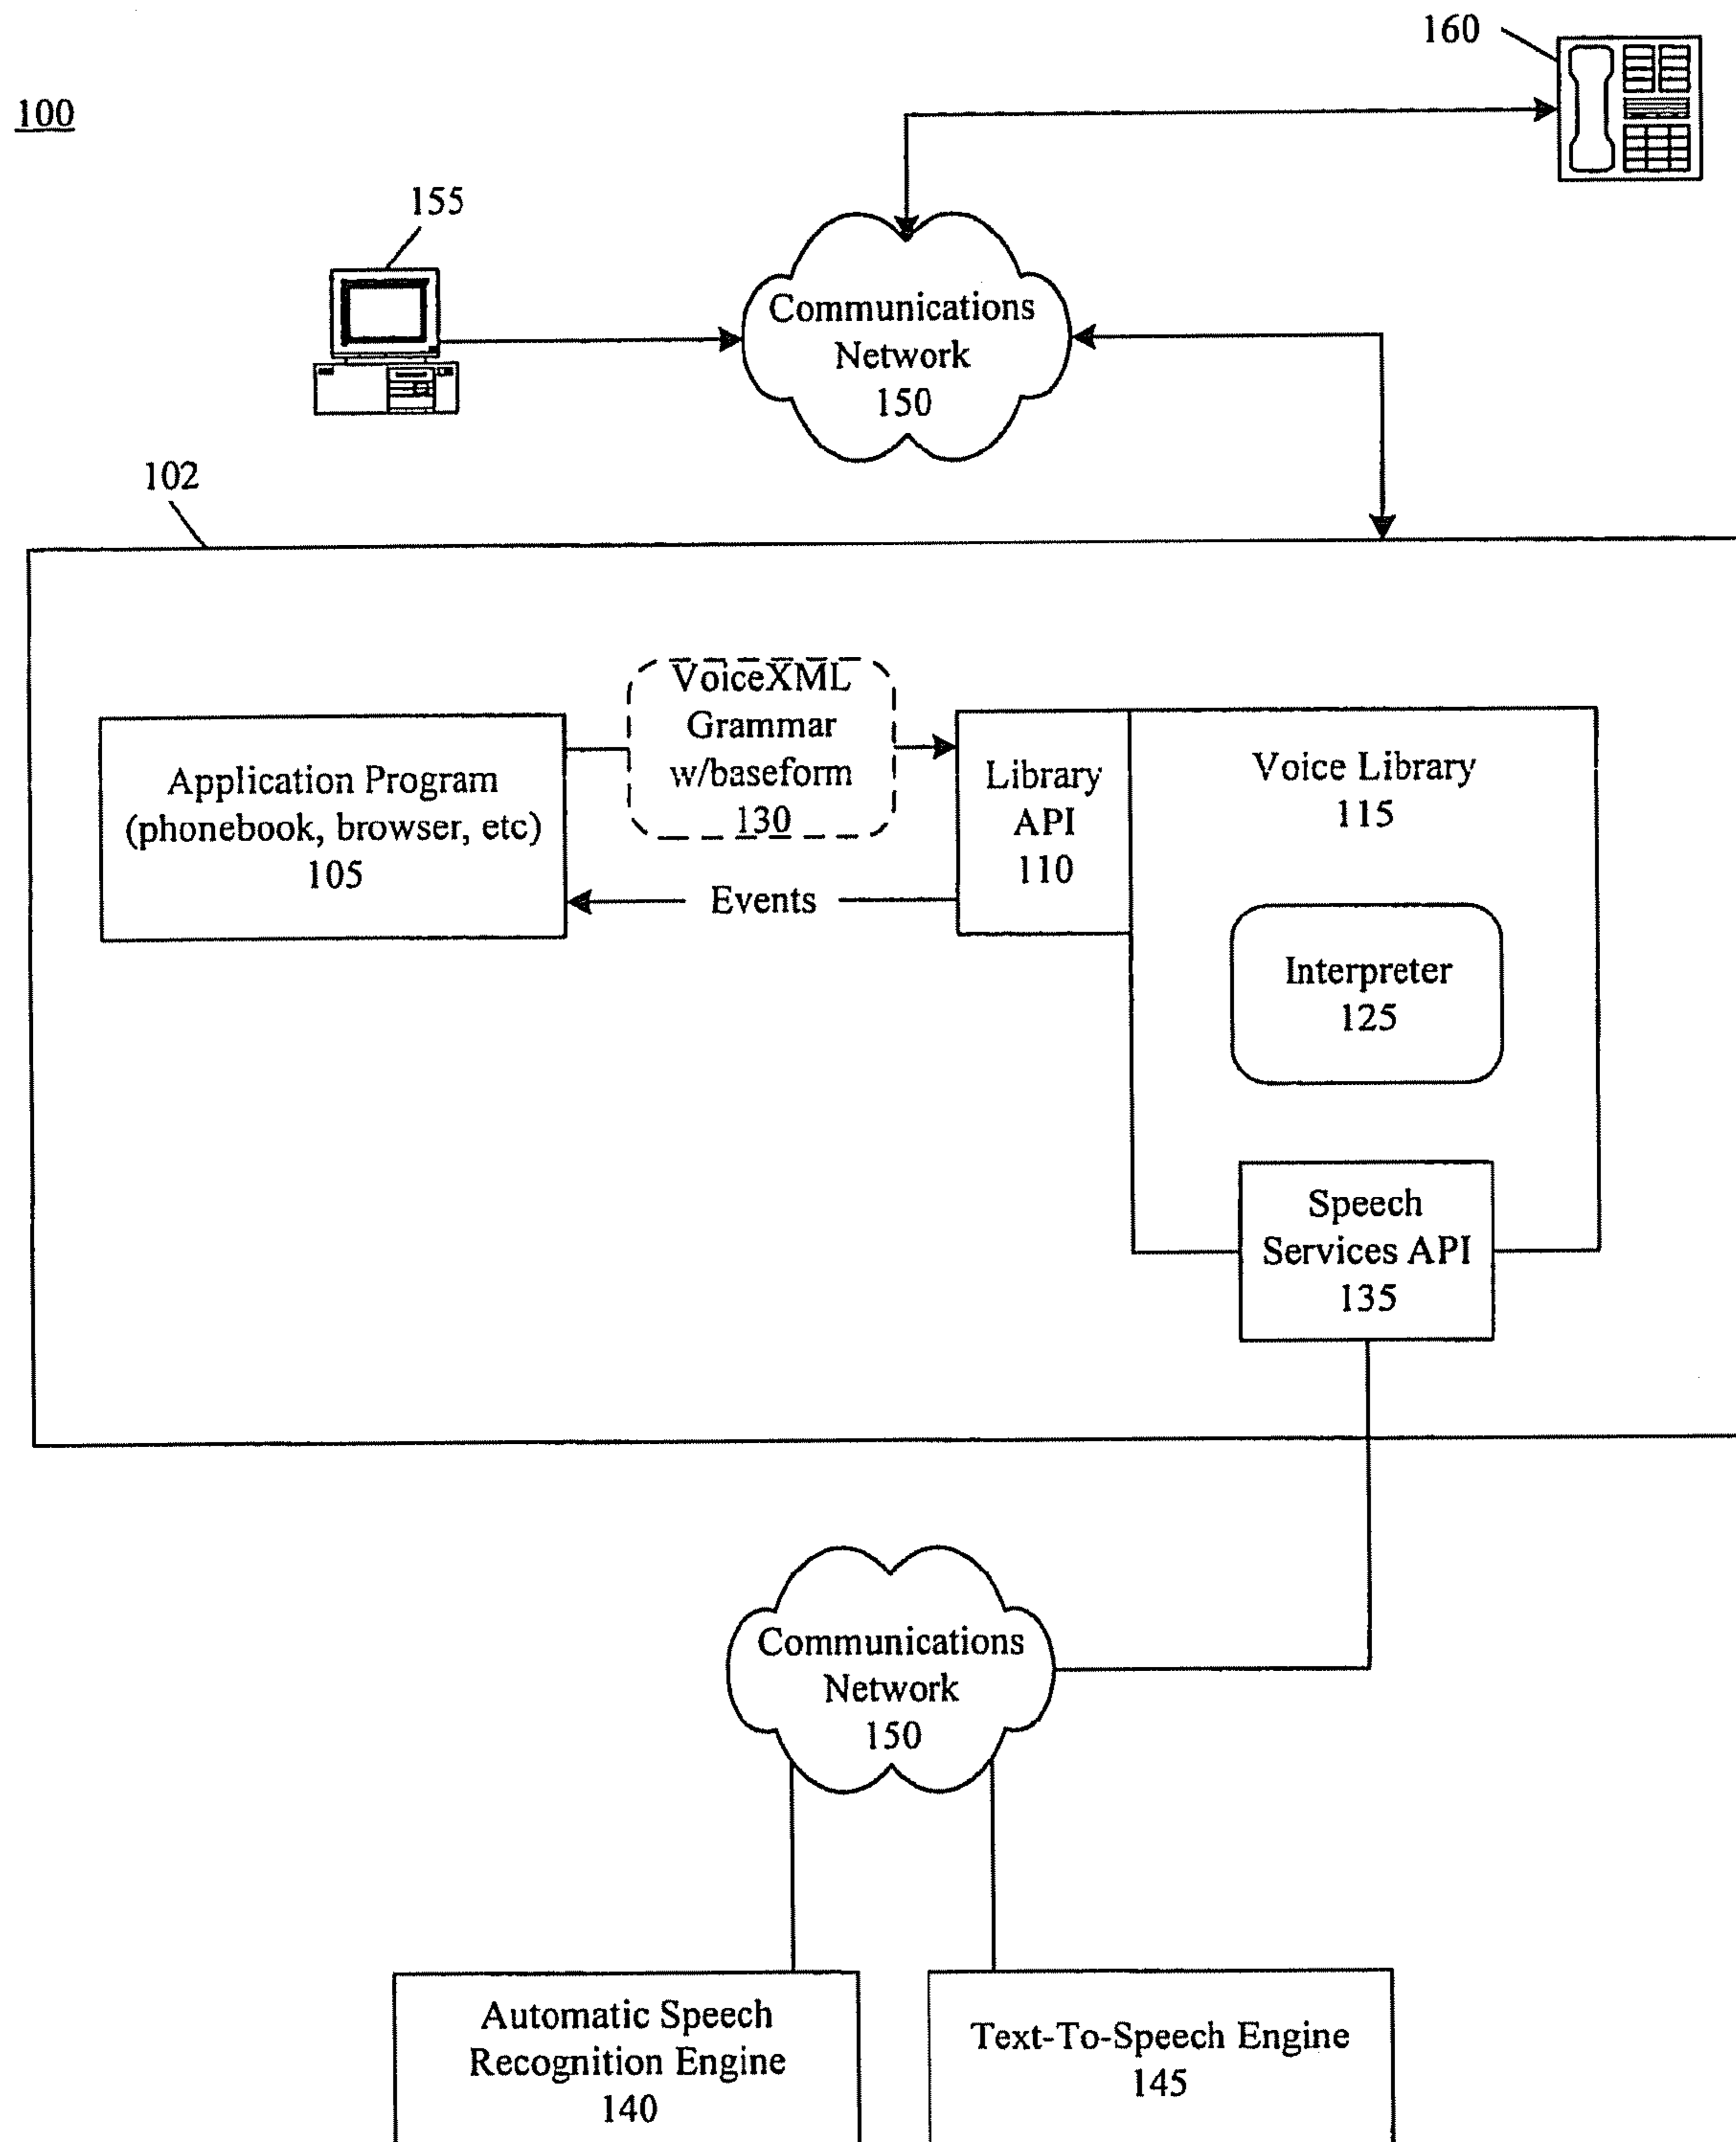 160
100
155
Communications
Network
150
102
VoiceXML
Grammar
w/baseform
130
Application Program
(phonebook, browser, etc)
105
Library
API
110
Voice Library
115
Events
Interpreter
125
Speech
Services API
135
Communications
Network
150
Automatic Speech
Recognition Engine
140
Text-To-Speech Engine
145